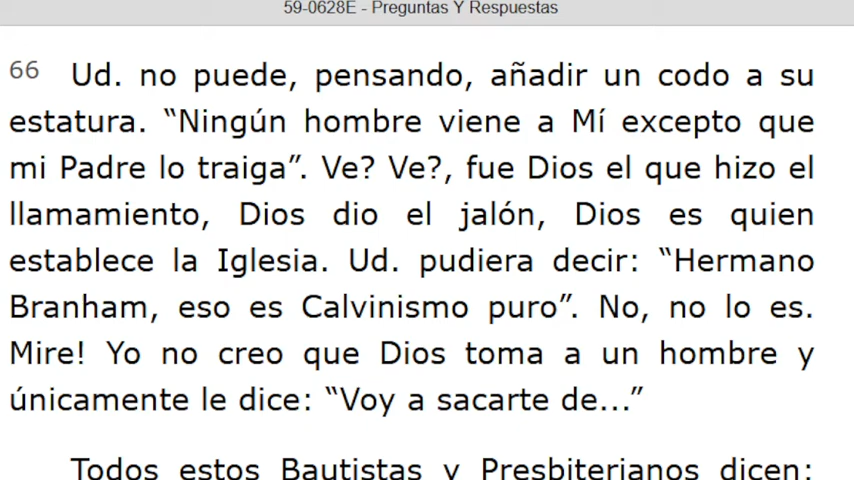 59-0628E - Preguntas Y Respuestas
66 Ud. no puede, pensando, añadir un codo a su
estatura. “Ningún hombre viene a Mí excepto que
mi Padre lo traiga”. Ve? Ve?, fue Dios el que hizo el
llamamiento, Dios dio el jalón, Dios es quien
establece la Iglesia. Ud. pudiera decir: “Hermano
Branham, eso es Calvinismo puro”. No, no lo es.
Mire! Yo no creo que Dios toma a un hombre y
únicamente le dice: “Voy a sacarte de...”
Todos estos Bautistas y Presbiterianos dicen: